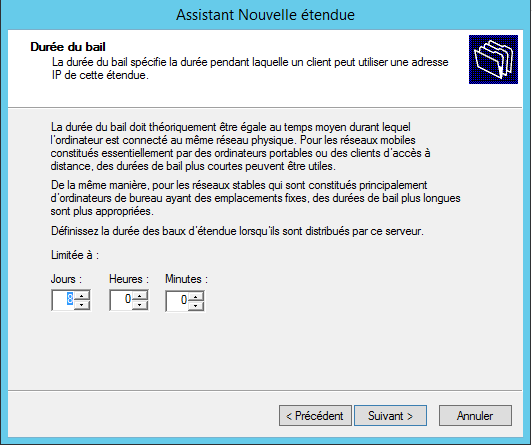 Assistant Nouvelle étendue
Durée du bail
La durée du bail spécifie la durée pendant laquelle un client peut utiliser une adresse
IP de cette étendue.
La durée du bail doit théoriquement être égale au temps moyen durant lequel
l'ordinateur est connecté au même réseau physique. Pour les réseaux mobiles
constitués essentiellement par des ordinateurs portables ou des clients d'accès à
distance, des durées de bail plus courtes peuvent être utiles.
De la même manière, pour les réseaux stables qui sont constitués principalement
d'ordinateurs de bureau ayant des emplacements fixes, des durées de bail plus longues
sont plus appropriées.
Définissez la durée des baux d'étendue lorsqu'ils sont distribués par ce serveur.
Limitée à :
Jours : Heures : Minutes :
8 0 0
< Précédent Suivant > Annuler